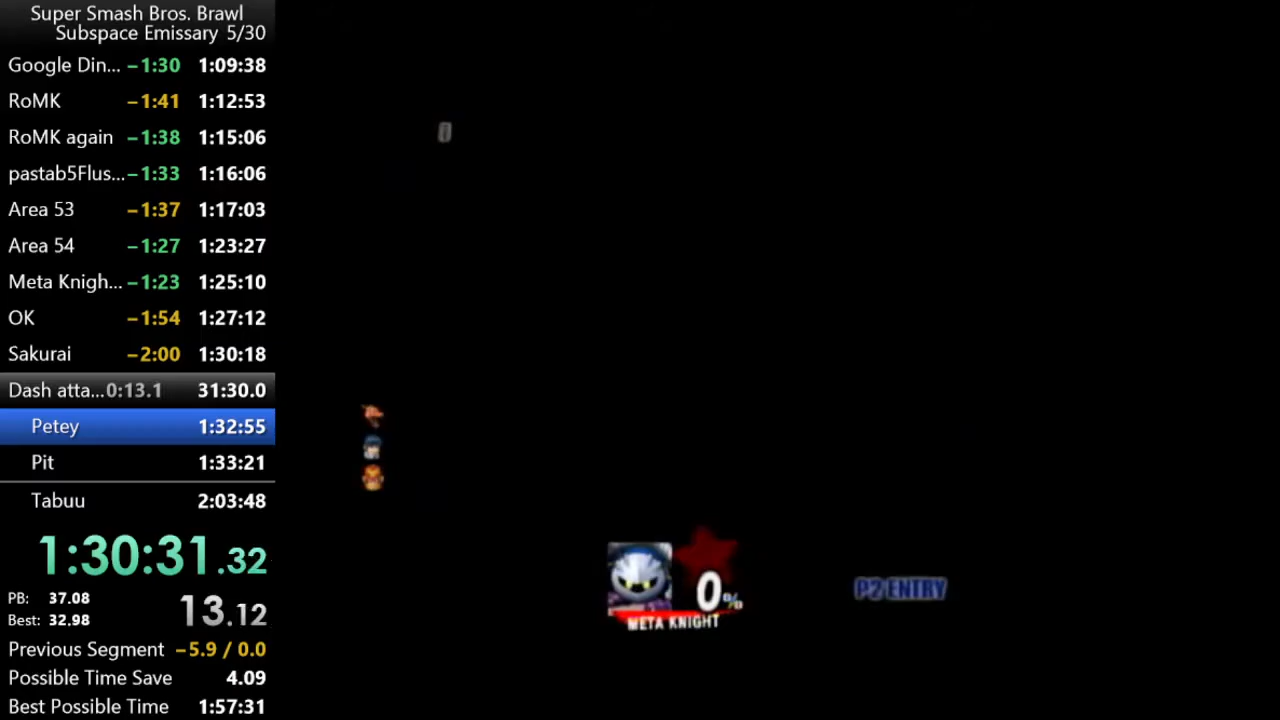 Super Smash Bros. Brawl
Subspace Emissary 5/30
Google Din... −1:30 1:09:38
RoMK −1:41 1:12:53
RoMK again −1:38 1:15:06
pastab5Flus... −1:33 1:16:06
Area 53 −1:37 1:17:03
Area 54 −1:27 1:23:27
Meta Knigh... −1:23 1:25:10
OK −1:54 1:27:12
Sakurai −2:00 1:30:18
Dash atta... 0:13.1 31:30.0
Petey 1:32:55
Pit 1:33:21
Tabuu 2:03:48
1:30:31.32
PB: 37.08
Best: 32.98
13.12
Previous Segment −5.9 / 0.0
Possible Time Save 4.09
Best Possible Time 1:57:31
0%
META KNIGHT
P2 ENTRY